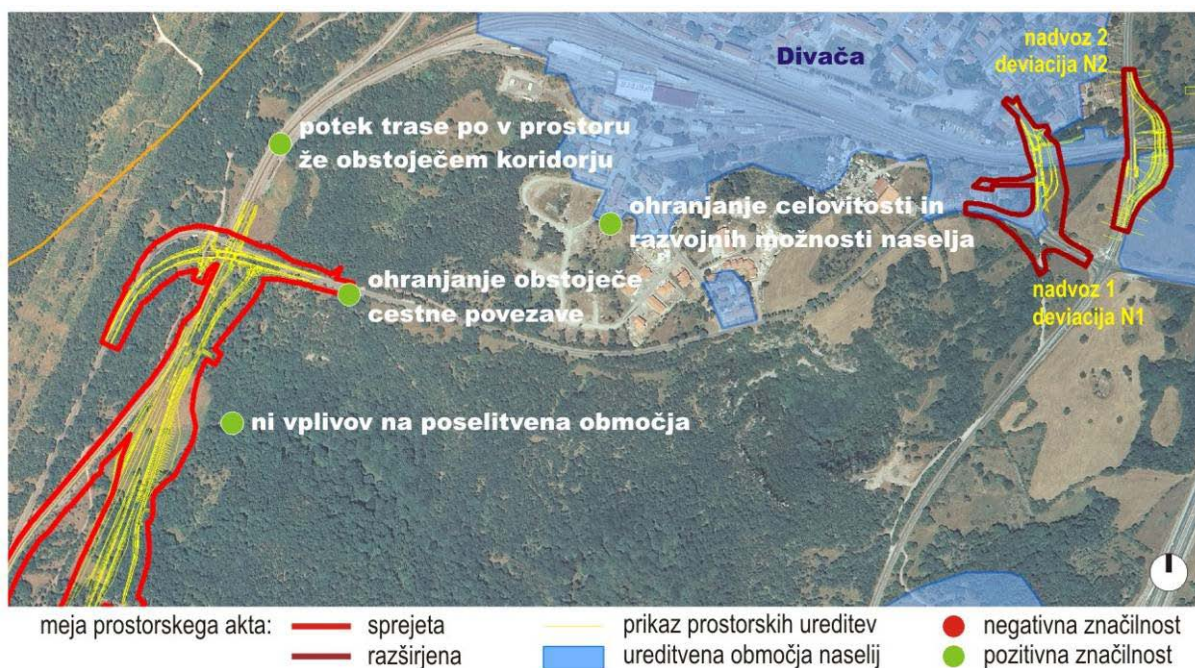 nadvoz 2
deviacija N2
Divača
potek trase po v prostoru
že obstoječem koridorju
ohranjanje celovitosti in
razvojnih možnosti naselja
ohranjanje obstoječe
cestne povezave
nadvoz 1
deviacija N1
ni vplivov na poselitvena območja
meja prostorskega akta:
sprejeta
prikaz prostorskih ureditev
negativna značilnost
razširjena
ureditvena območja naselij
pozitivna značilnost